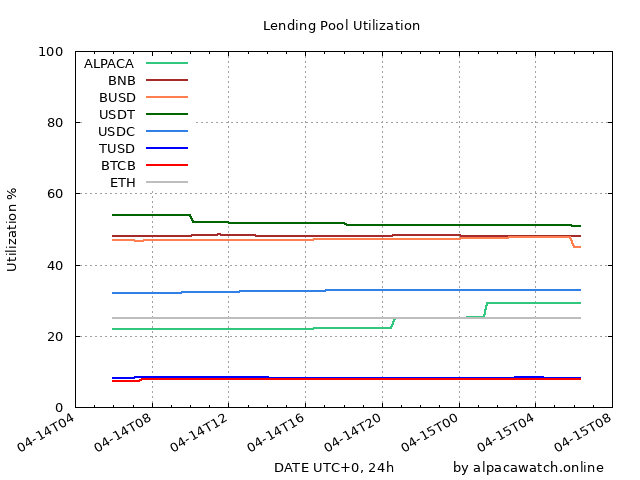 Lending Pool Utilization
100
80
60
40
20
0
Utilization %
ALPACA
BNB
BUSD
USDT
USDC
TUSD
BTCB
ETH
04-14T04
04-14T08
04-14T12
04-14T16
04-14T20
04-15T00
04-15T04
04-15T08
DATE UTC+0, 24h
by alpacawatch.online